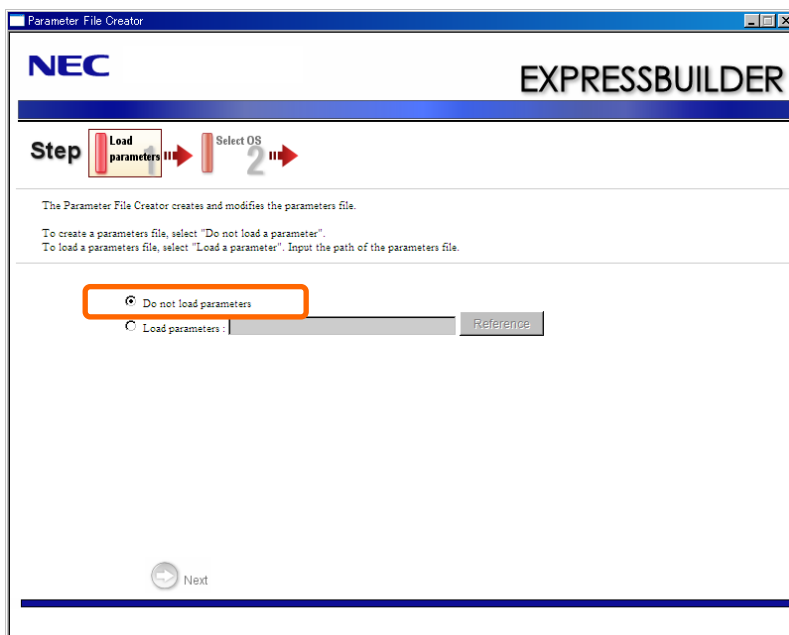 Parameter File Creator
NEC
EXPRESSBUILDER
Step
Load
parameters
1
Select OS
2
The Parameter File Creator creates and modifies the parameters file.
To create a parameters file, select "Do not load a parameter".
To load a parameters file, select "Load a parameter". Input the path of the parameters file.
Do not load parameters
Load parameters :
Reference
Next